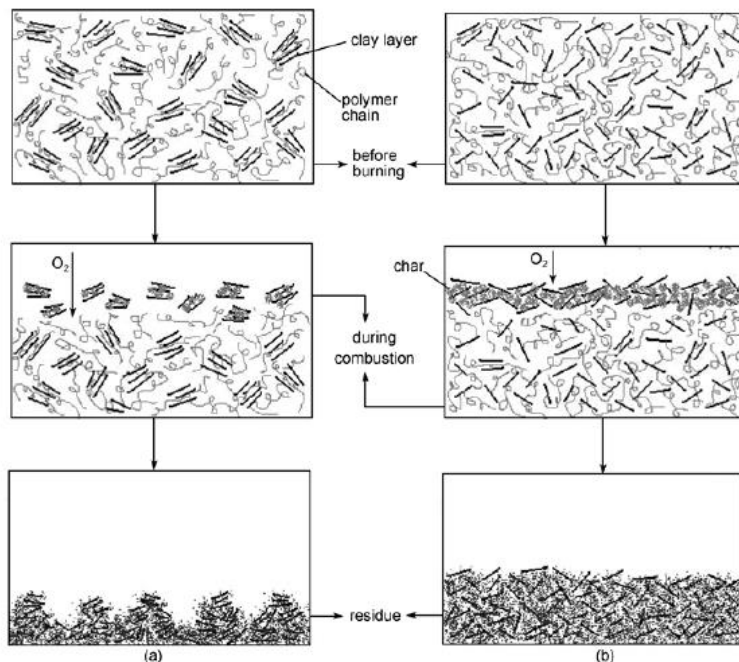 clay layer
polymer
chain
before
burning
O₂
char
O₂
during
combustion
residue
(a)
(b)